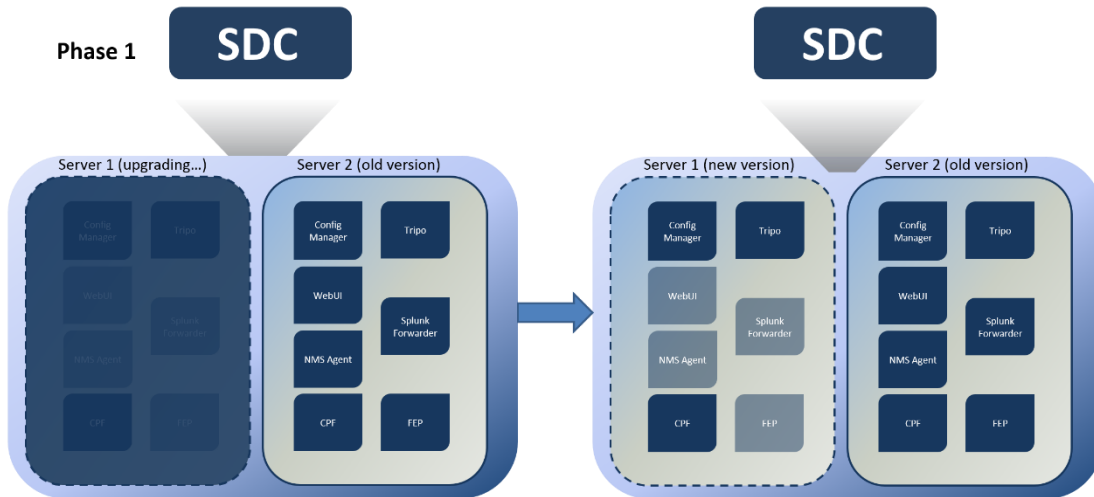 Phase 1
SDC
Server 1 (upgrading...)
Server 2 (old version)
Config
Manager
Tripo
WebUI
Splunk
Forwarder
NMS Agent
CPF
FEP
Config
Manager
Tripo
WebUI
Splunk
Forwarder
NMS Agent
CPF
FEP
SDC
Server 1 (new version)
Server 2 (old version)
Config
Manager
Tripo
WebUI
Splunk
Forwarder
NMS Agent
CPF
FEP
Config
Manager
Tripo
WebUI
Splunk
Forwarder
NMS Agent
CPF
FEP